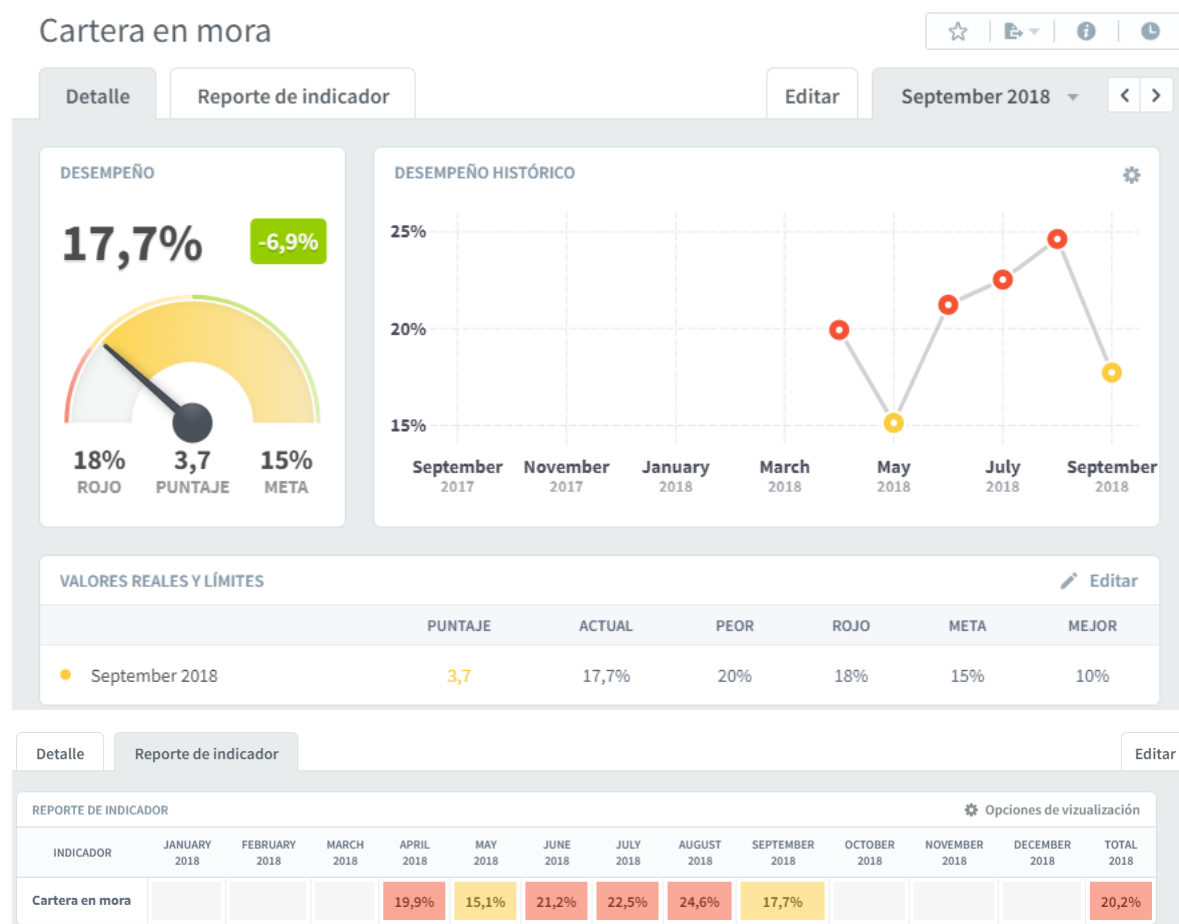 Cartera en mora
Detalle
Reporte de indicador
Editar
September 2018
DESEMPEÑO
17,7%
-6,9%
18%
ROJO
3,7
PUNTAJE
15%
META
DESEMPEÑO HISTÓRICO
25%
20%
15%
September
2017
November
2017
January
2018
March
2018
May
2018
July
2018
September
2018
VALORES REALES Y LÍMITES
Editar
PUNTAJE ACTUAL PEOR ROJO META MEJOR
September 2018 3,7 17,7% 20% 18% 15% 10%
Detalle
Reporte de indicador
Editar
REPORTE DE INDICADOR
Opciones de vizualización
INDICADOR
JANUARY
2018
FEBRUARY
2018
MARCH
2018
APRIL
2018
MAY
2018
JUNE
2018
JULY
2018
AUGUST
2018
SEPTEMBER
2018
OCTOBER
2018
NOVEMBER
2018
DECEMBER
2018
TOTAL
2018
Cartera en mora 19,9% 15,1% 21,2% 22,5% 24,6% 17,7% 20,2%